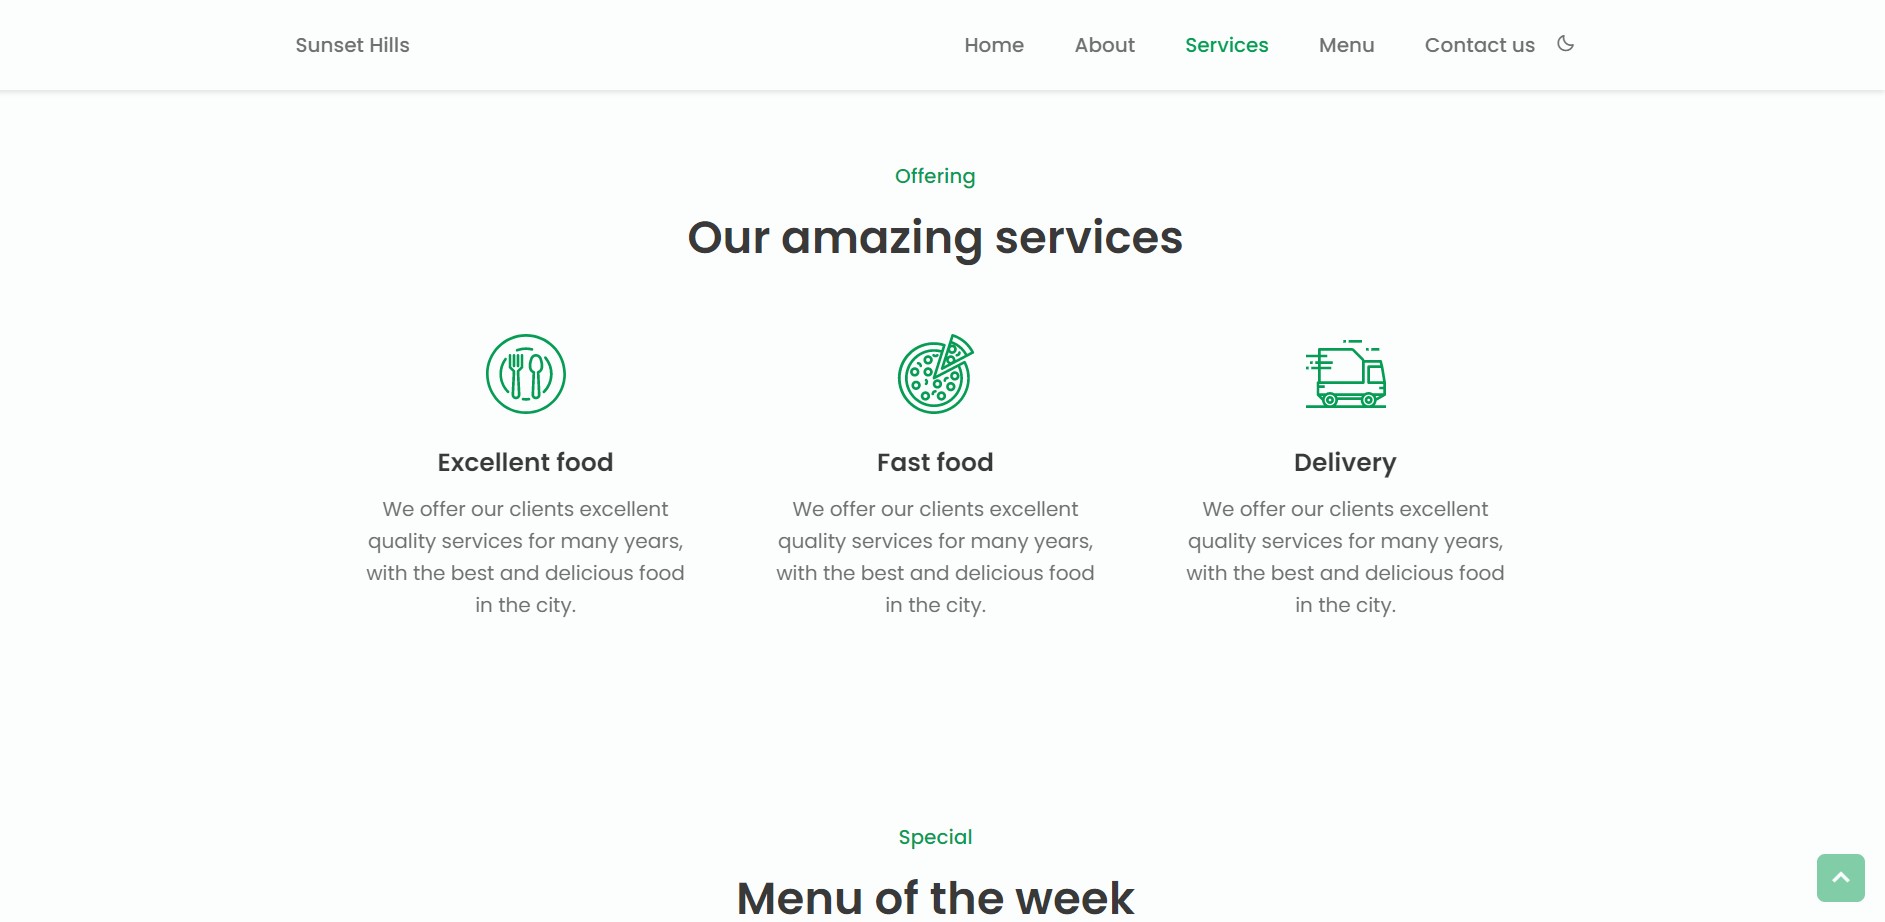 Sunset Hills Home About Services Menu Contact us
Offering
Our amazing services
Excellent food
We offer our clients excellent
quality services for many years,
with the best and delicious food
in the city.
Fast food
We offer our clients excellent
quality services for many years,
with the best and delicious food
in the city.
Delivery
We offer our clients excellent
quality services for many years,
with the best and delicious food
in the city.
Special
Menu of the week